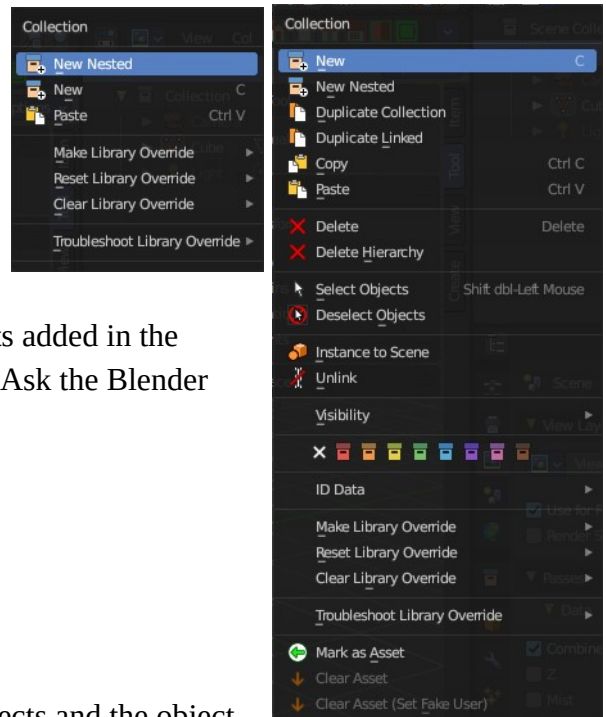 Collection
New Nested
New C
Paste Ctrl V
Make Library Override
Reset Library Override
Clear Library Override
Troubleshoot Library Override
s added in the
Ask the Blender
ects and the object
Collection
New C
New Nested
Duplicate Collection
Duplicate Linked
Copy Ctrl C
Paste Ctrl V
Delete Delete
Delete Hierarchy
Select Objects Shift dbl-Left Mouse
Deselect Objects
Instance to Scene
Unlink
Visibility
ID Data
Make Library Override
Reset Library Override
Clear Library Override
Troubleshoot Library Override
Mark as Asset
Clear Asset
Clear Asset (Set Fake User)